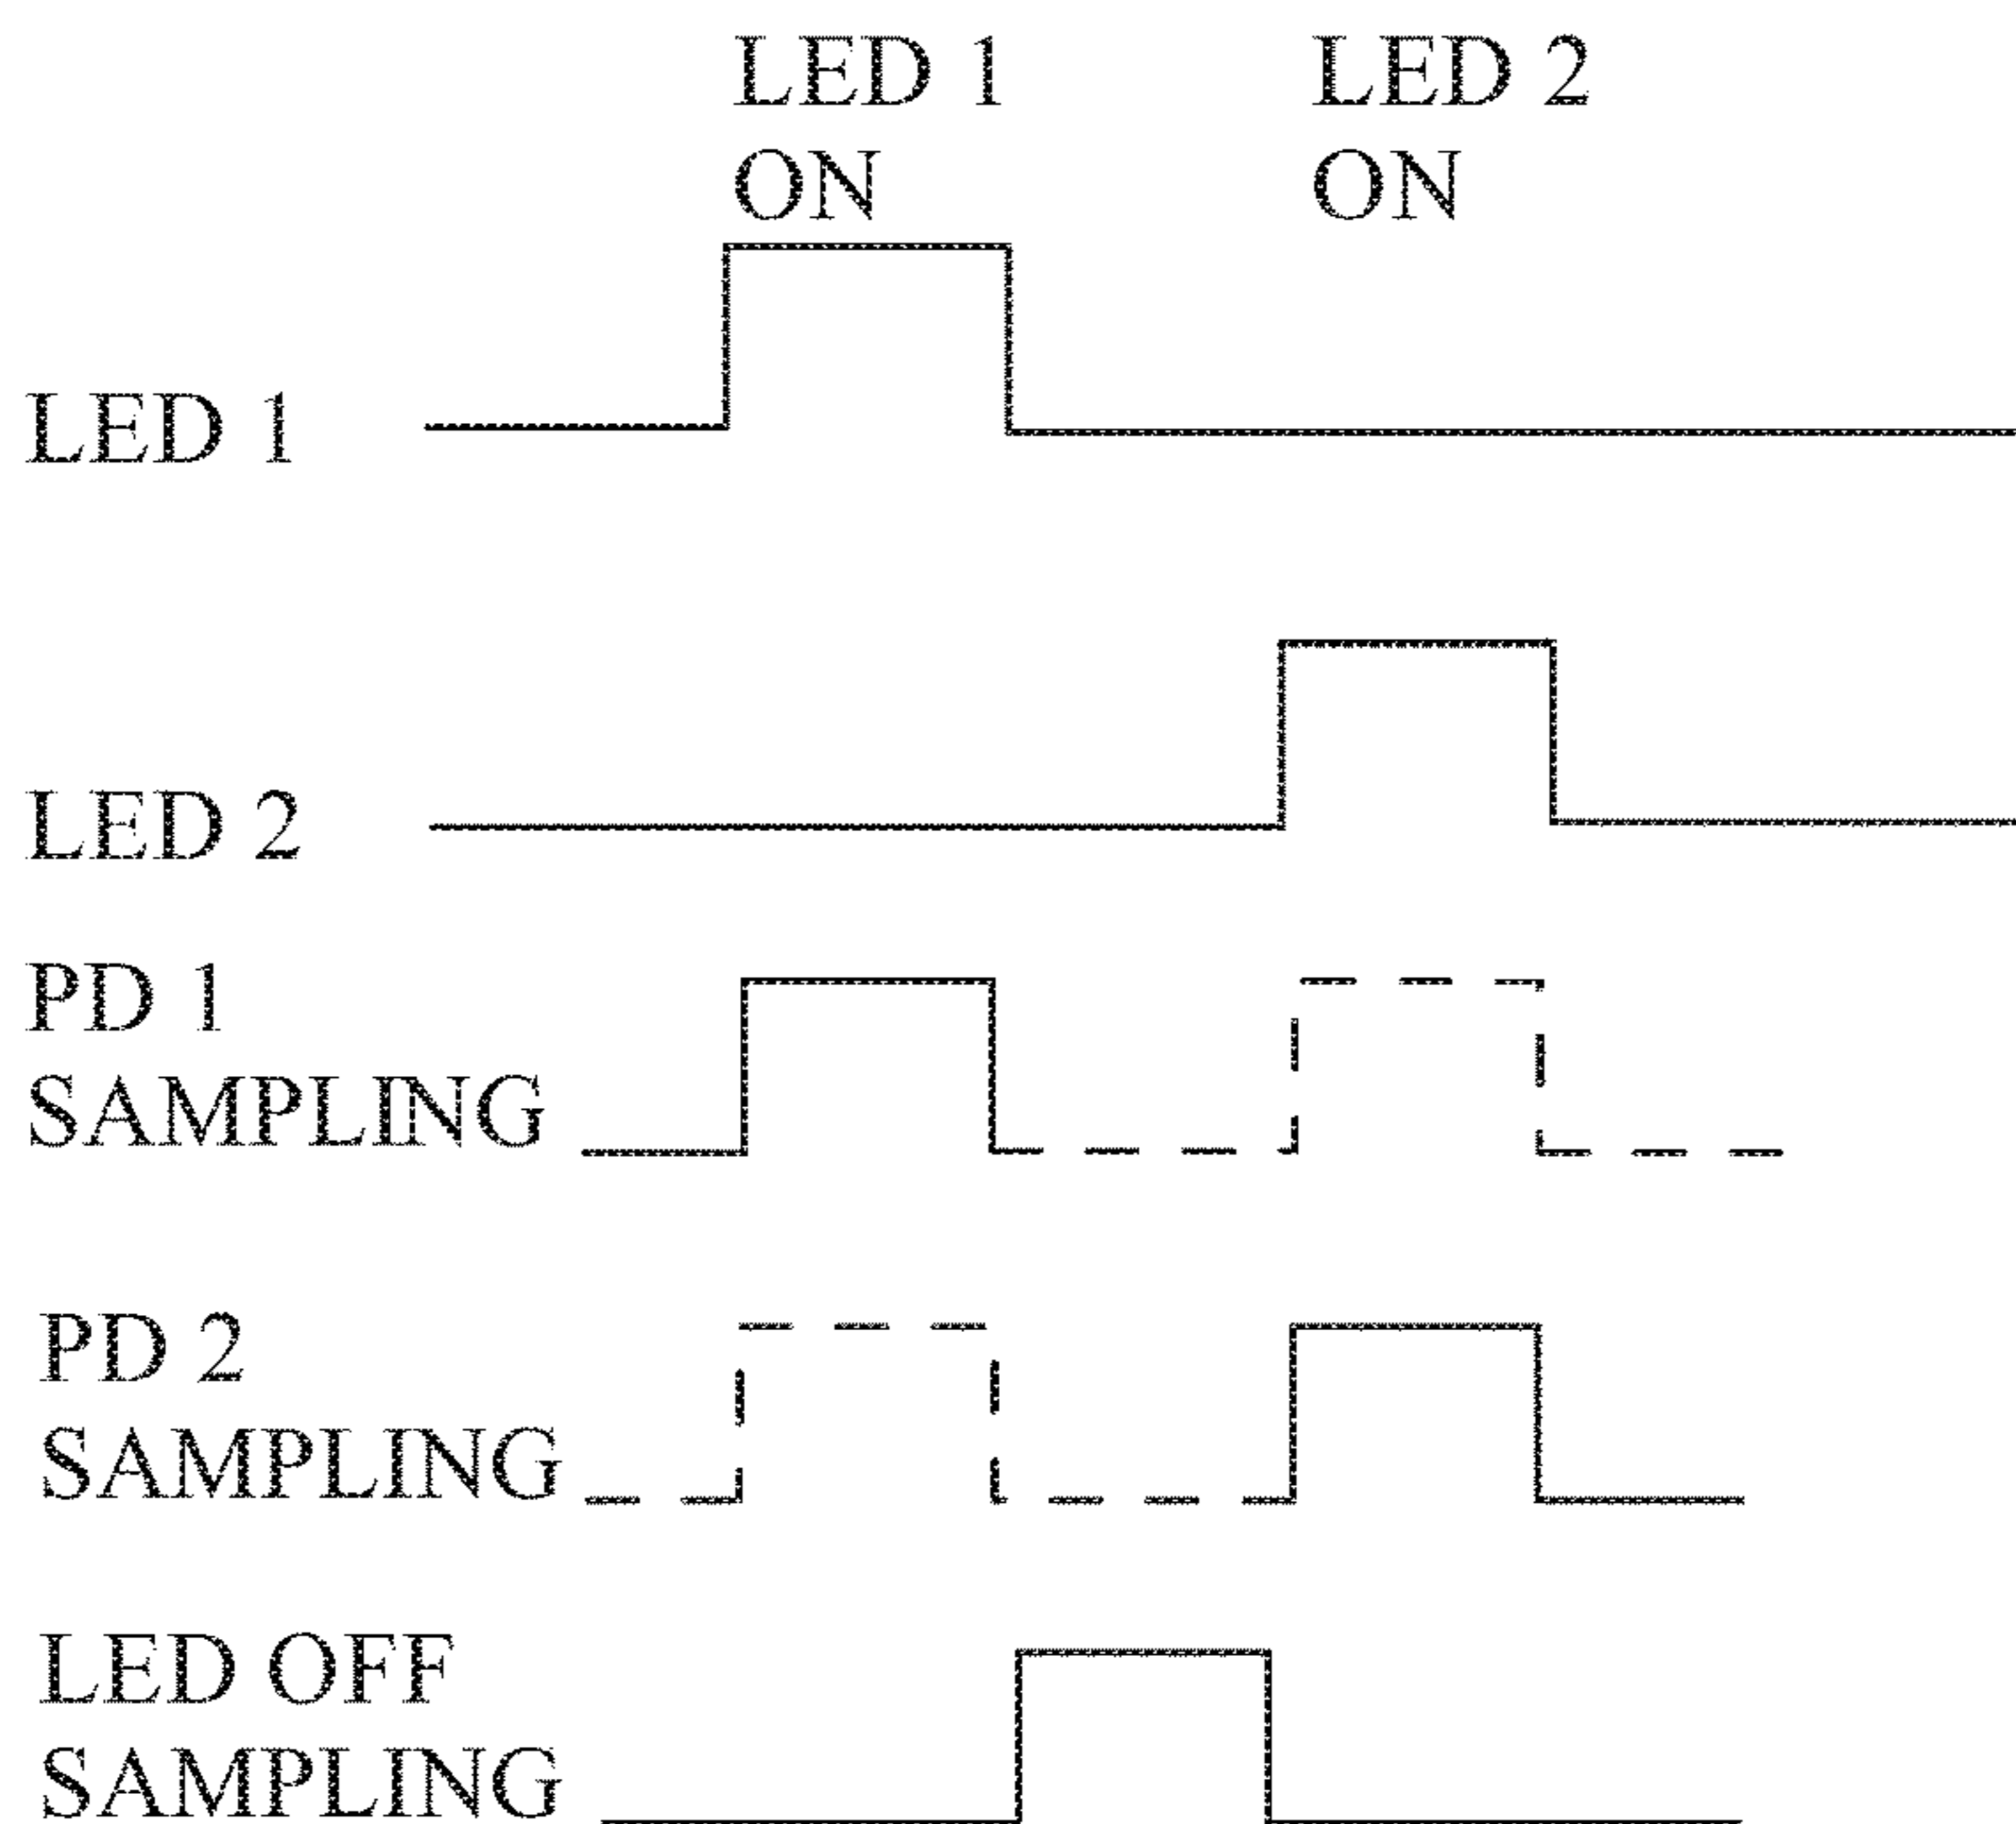 LED 1 LED 2
ON ON
LED 1
LED 2
PD 1
SAMPLING
PD 2
SAMPLING
LED OFF
SAMPLING